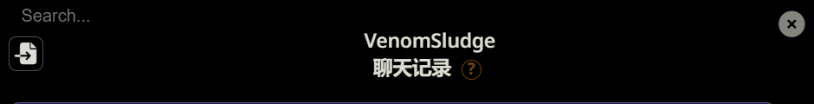 Search...
VenomSludge
聊天记录 ?